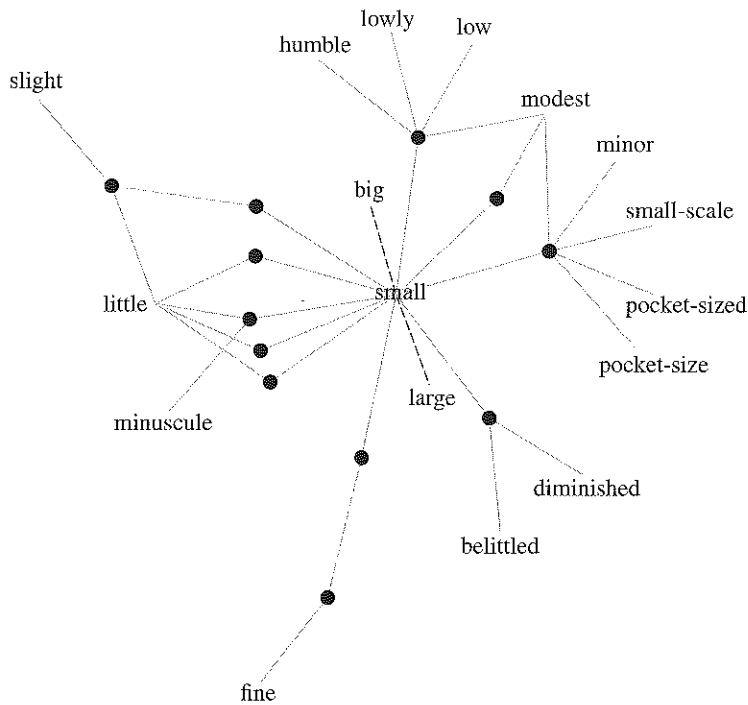 lowly
low
humble
slight
modest
minor
big
small-scale
small
little
pocket-sized
pocket-size
large
minuscule
diminished
belittled
fine